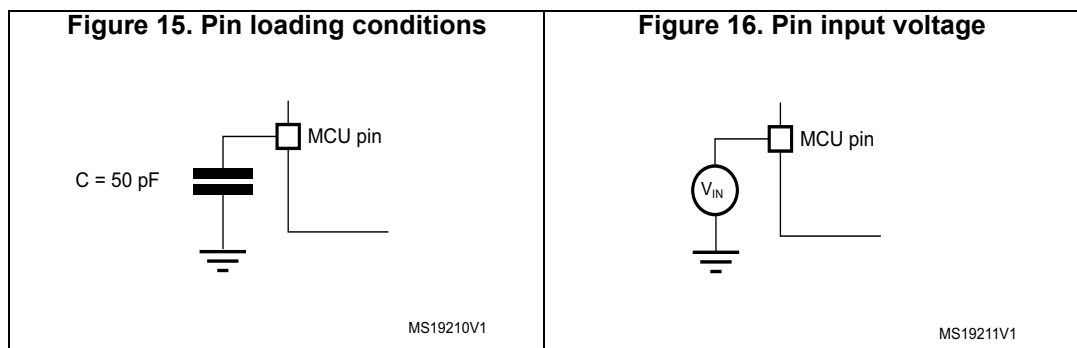 Figure 15. Pin loading conditions
MCU pin
C = 50 pF
MS19210V1
Figure 16. Pin input voltage
MCU pin
VIN
MS19211V1